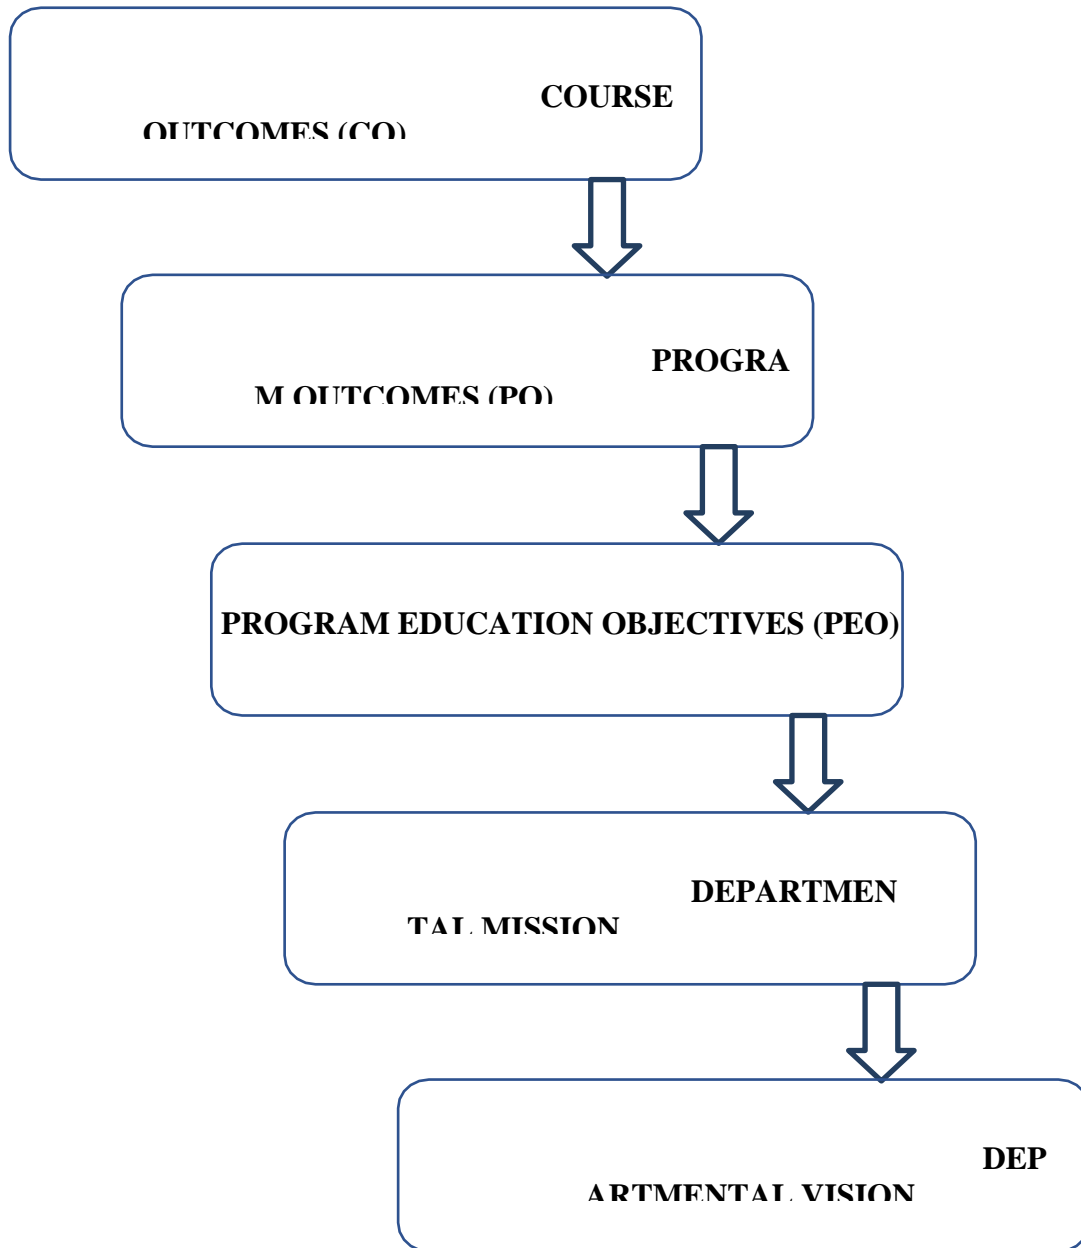 COURSE
OUTCOMES (CO)
PROGRA
M OUTCOMES (PO)
PROGRAM EDUCATION OBJECTIVES (PEO)
DEPARTMEN
TAL MISSION
DEP
ARTMENTAL VISION